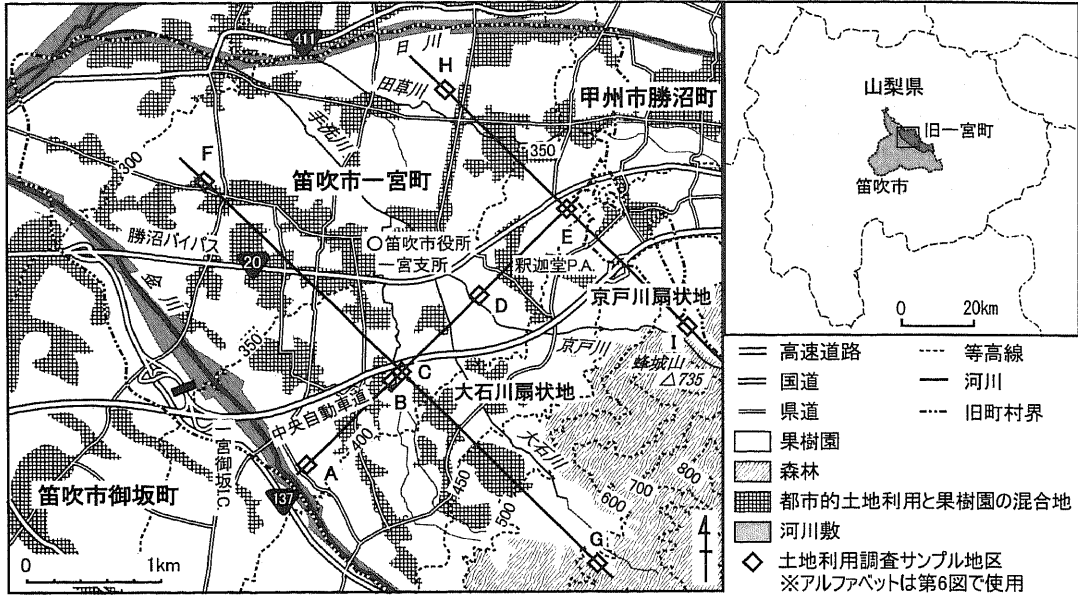 411
日川
H
田草川
手洗川
甲州市勝沼町
350
300
F
笛吹市一宮町
勝沼バイパス
20
○笛吹市役所
一宮支所
E
釈迦堂P.A.
金川
D
京戸川扇状地
I
京戸川
蜂城山
△735
350
C
大石川扇状地
B
中央自動車道
400
A
大石川
450
500
600
700
800
宮御坂I.C.
137
笛吹市御坂町
G
0 1km
山梨県
旧一宮町
笛吹市
0 20km
高速道路
国道
県道
果樹園
森林
都市的土地利用と果樹園の混合地
河川敷
土地利用調査サンプル地区
※アルファベットは第6図で使用
等高線
河川
旧町村界